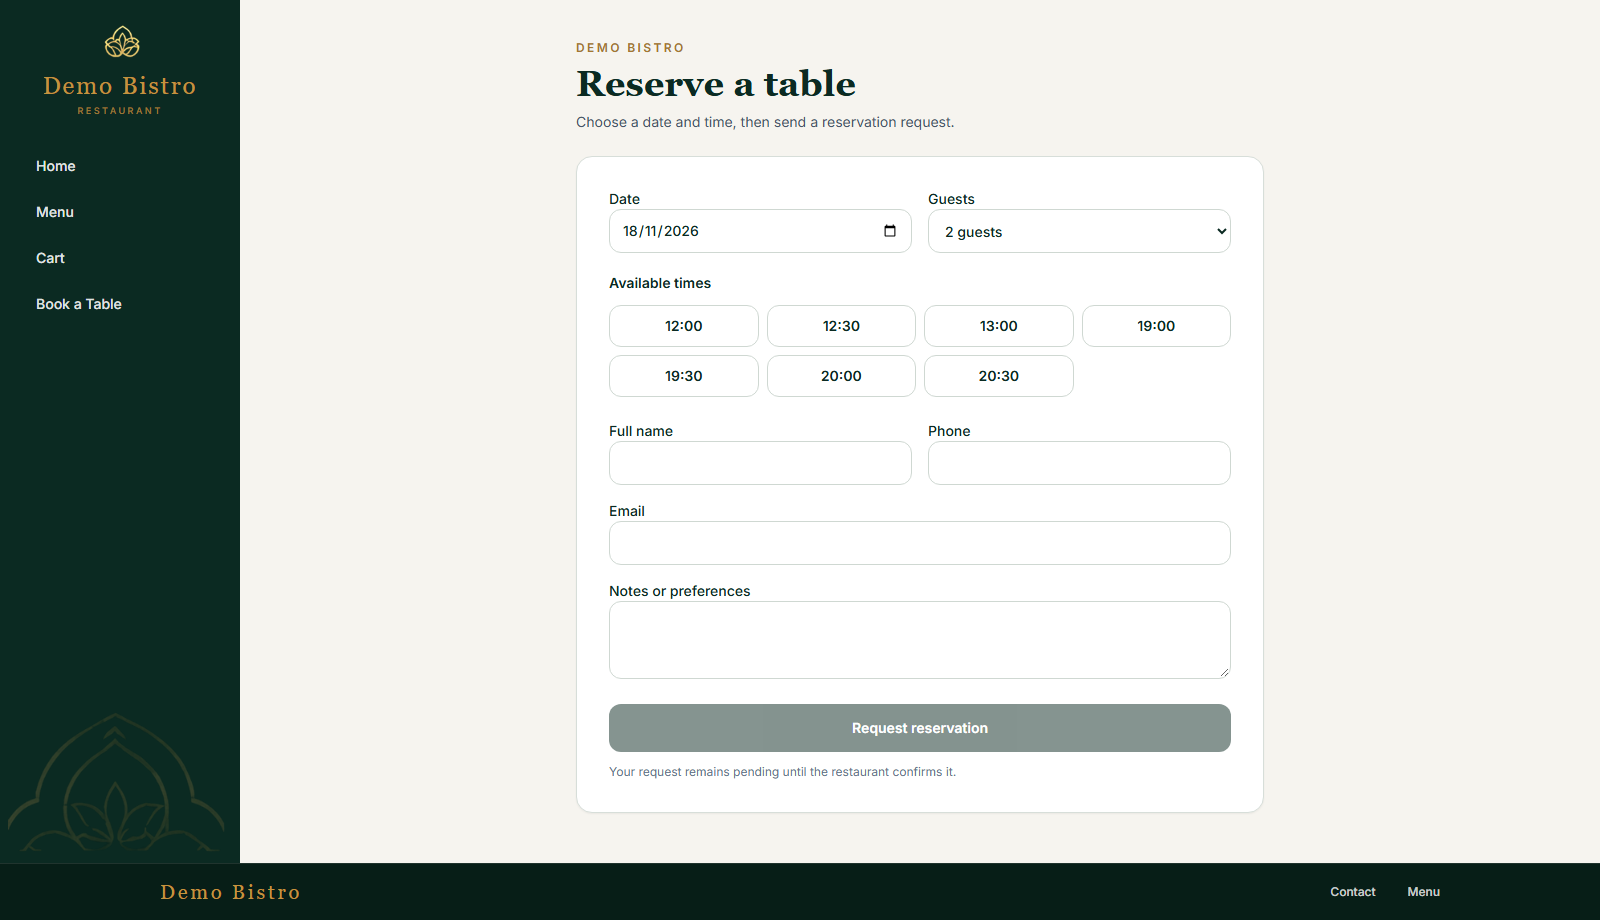 Demo Bistro
RESTAURANT
Home
Menu
Cart
Book a Table
DEMO BISTRO
Reserve a table
Choose a date and time, then send a reservation request.
Date
Guests
18/11/2026
2 guests
Available times
12:00
12:30
13:00
19:00
19:30
20:00
20:30
Full name
Phone
Email
Notes or preferences
Request reservation
Your request remains pending until the restaurant confirms it.
Demo Bistro
Contact
Menu